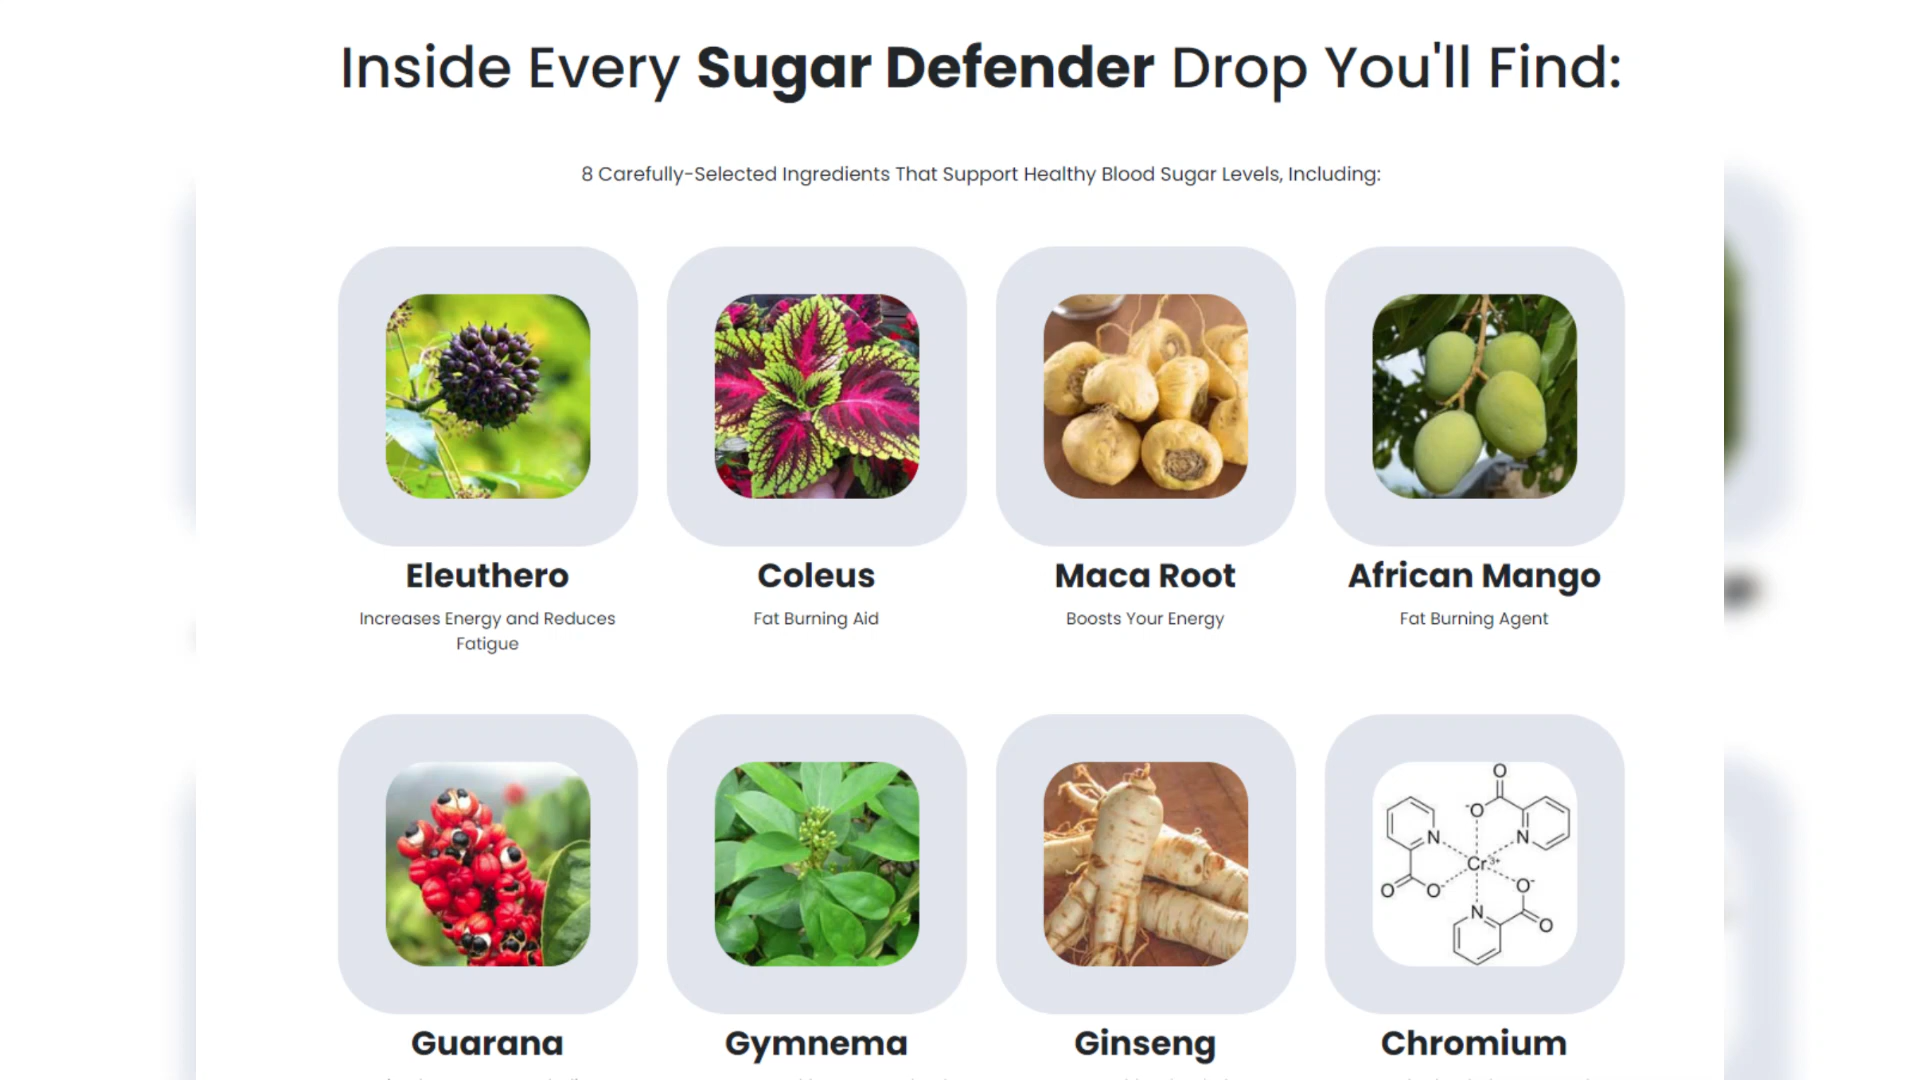 Inside Every Sugar Defender Drop You'll Find:
8 Carefully-Selected Ingredients That Support Healthy Blood Sugar Levels, Including:
Eleuthero
Increases Energy and Reduces
Fatigue
Coleus
Fat Burning Aid
Maca Root
Boosts Your Energy
African Mango
Fat Burning Agent
O
-O
N
N
Cr3+
O
O-
O-
N
O
Guarana
Gymnema
Ginseng
Chromium